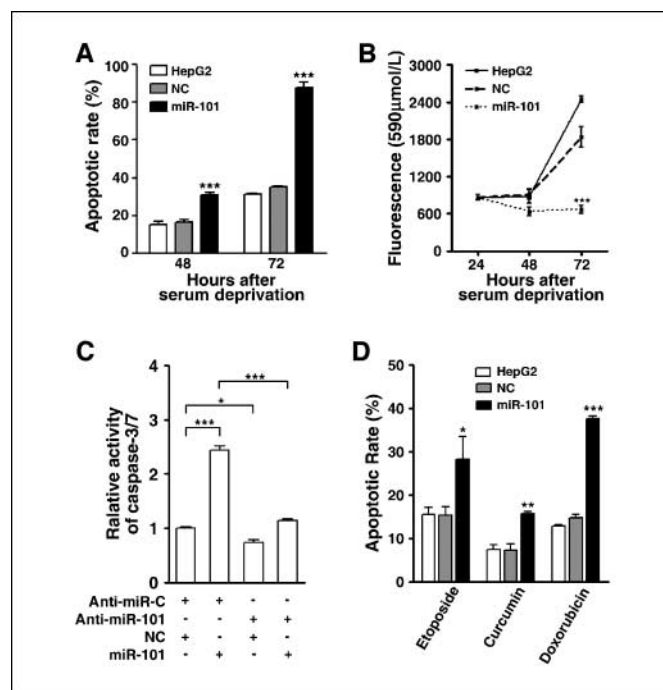 A
HepG2
NC
miR-101
Apoptotic rate (%)
100
80
60
40
20
0
***
***
48
72
Hours after
serum deprivation
B
HepG2
NC
miR-101
Fluorescence (590μmol/L)
3000
2400
1800
1200
600
0
***
24
48
72
Hours after
serum deprivation
C
Ralative activity
of caspase-3/7
4
3
2
1
0
***
*
***
Anti-miR-C + + - -
Anti-miR-101 - - + +
NC + - + -
miR-101 - + - +
D
HepG2
NC
miR-101
Apoptotic Rate (%)
50
40
30
20
10
0
*
**
***
Etoposide
Curcumin
Doxorubicin